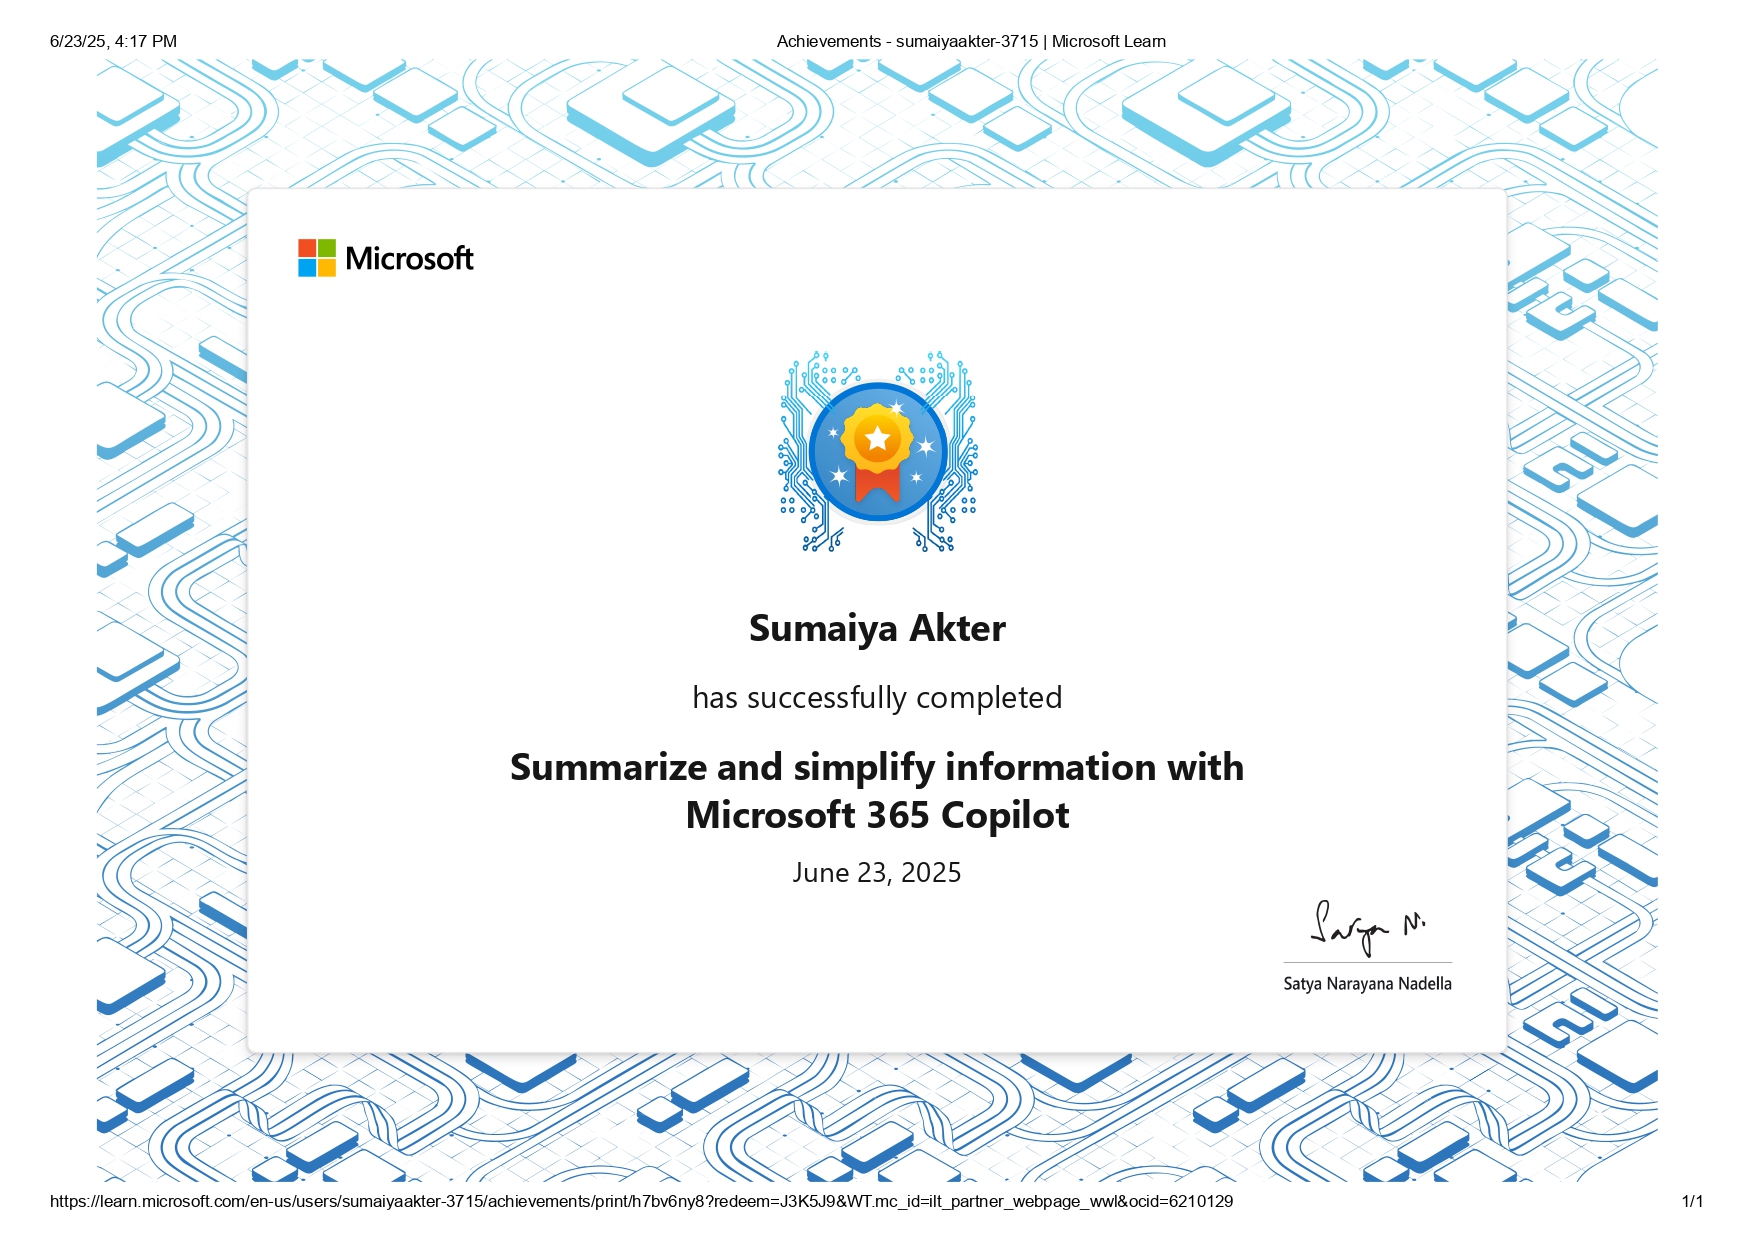 6/23/25, 4:17 PM
Achievements - sumaiyaakter-3715 | Microsoft Learn
Microsoft
Sumaiya Akter
has successfully completed
Summarize and simplify information with
Microsoft 365 Copilot
June 23, 2025
Satya N.
Satya Narayana Nadella
https://learn.microsoft.com/en-us/users/sumaiyaakter-3715/achievements/print/h7bv6ny8?redeem=J3K5J9&WT.mc_id=ilt_partner_webpage_wwl&ocid=6210129
1/1